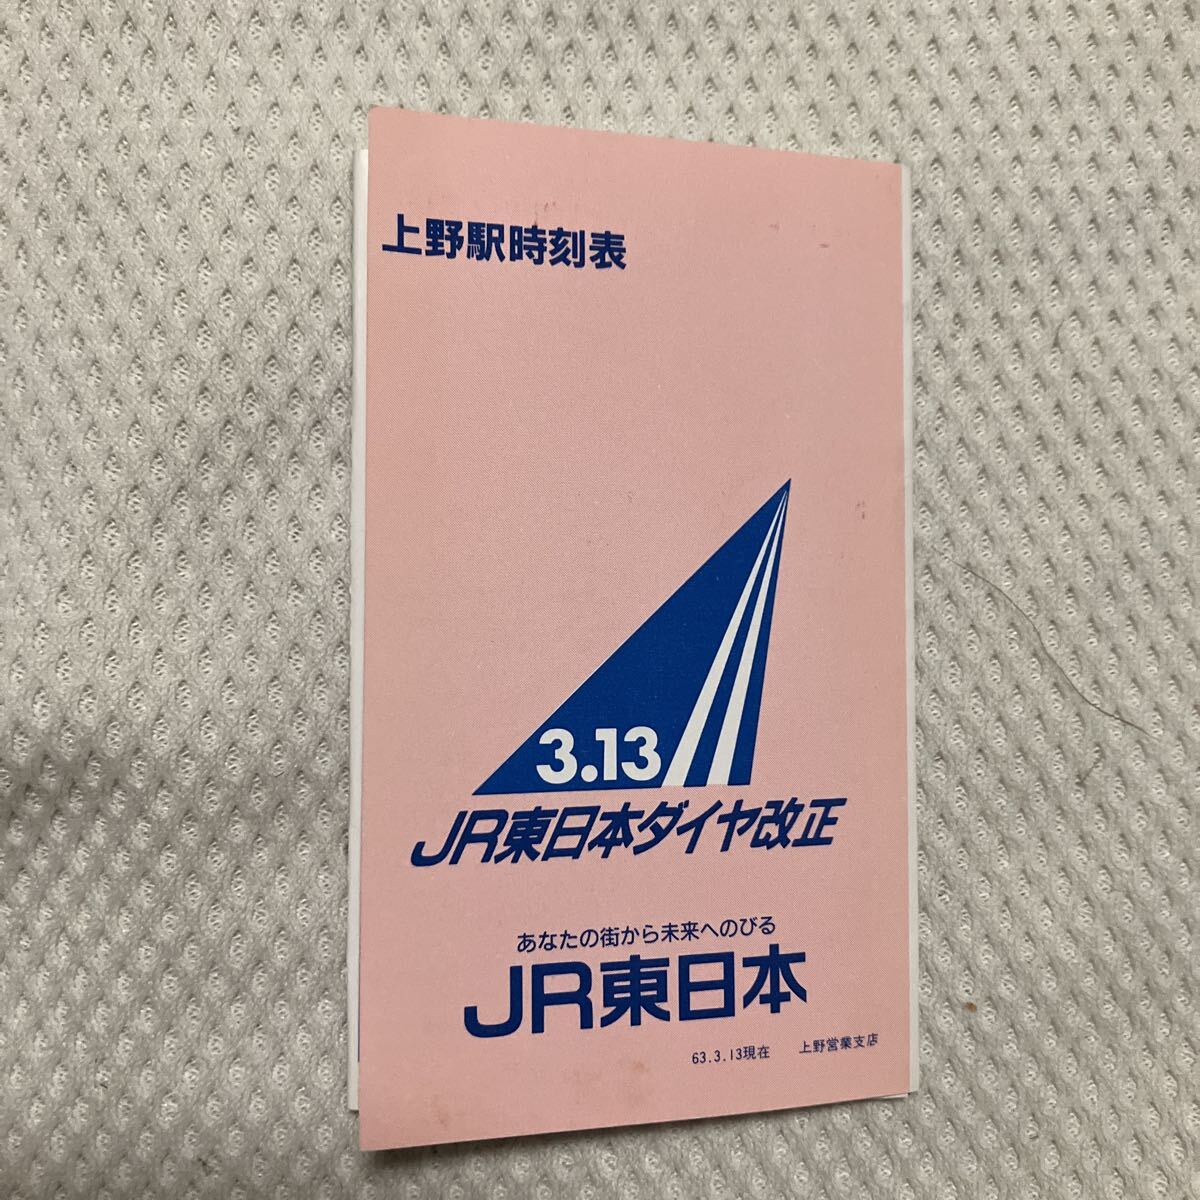 上野駅時刻表
3.13
JR東日本ダイヤ改正
あなたの街から未来へのびる
JR東日本
63.3.13現在　上野営業支店